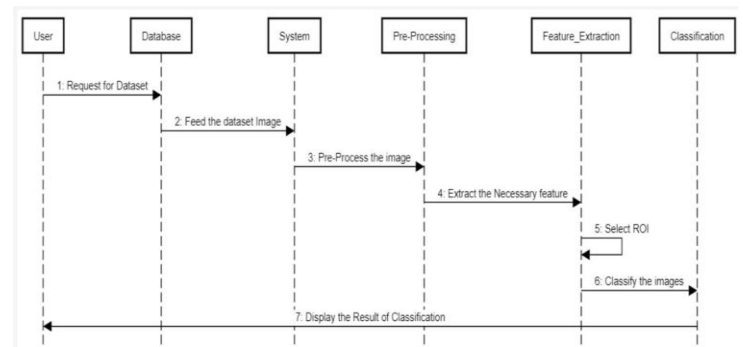 User
Database
System
Pre-Processing
Feature_Extraction
Classification
1: Request for Dataset
2: Feed the dataset Image
3: Pre-Process the image
4: Extract the Necessary feature
5: Select ROI
6: Classify the images
7: Display the Result of Classification